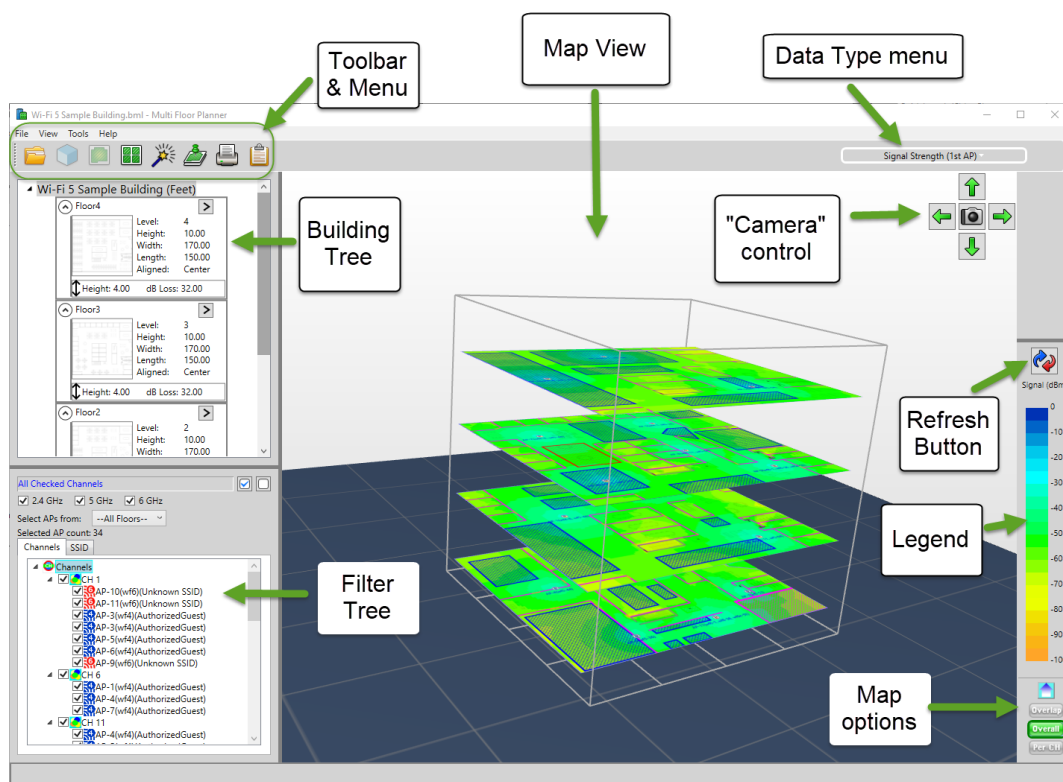 Toolbar
& Menu
Map View
Data Type menu
Wi-Fi 5 Sample Building.bml - Multi Floor Planner
File View Tools Help
Signal Strength (1st AP)
Wi-Fi 5 Sample Building (Feet)
Floor4
Level: 4
Height: 10.00
Width: 170.00
Length: 150.00
Aligned: Center
Height: 4.00 dB Loss: 32.00
Floor3
Level: 3
Height: 10.00
Width: 170.00
Length: 150.00
Aligned: Center
Height: 4.00 dB Loss: 32.00
Floor2
Level: 2
Height: 10.00
Width: 170.00
Building
Tree
"Camera"
control
Refresh
Button
Signal (dBm
0
-10
-20
-30
-40
-50
-60
-70
-80
-90
-10
Legend
Map
options
Overlap
Overall
Per CH
All Checked Channels
2.4 GHz 5 GHz 6 GHz
Select APs from: --All Floors--
Selected AP count: 34
Channels SSID
Channels
CH 1
AP-10(wf6)(Unknown SSID)
AP-11(wf6)(Unknown SSID)
AP-3(wf4)(AuthorizedGuest)
AP-3(wf4)(AuthorizedGuest)
AP-5(wf4)(AuthorizedGuest)
AP-6(wf4)(AuthorizedGuest)
AP-9(wf6)(Unknown SSID)
CH 6
AP-1(wf4)(AuthorizedGuest)
AP-4(wf4)(AuthorizedGuest)
AP-7(wf4)(AuthorizedGuest)
CH 11
AP-4(wf4)(AuthorizedGuest)
Filter
Tree